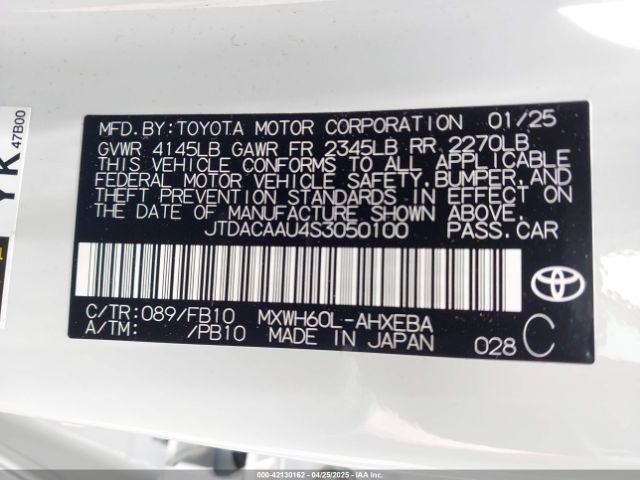 MFD. BY: TOYOTA MOTOR CORPORATION 01/25
GVWR 4145LB GAWR FR 2345LB RR 2270LB
THIS VEHICLE CONFORMS TO ALL APPLICABLE
FEDERAL MOTOR VEHICLE SAFETY, BUMPER, AND
THEFT PREVENTION STANDARDS IN EFFECT ON
THE DATE OF MANUFACTURE SHOWN ABOVE.
JTDACAAU4S3050100 PASS.CAR
C/TR: 089/FB10 MXWH60L-AHXEBA
A/TM: /PB10 MADE IN JAPAN 028 C
YK
47B00
000-42130162 - 04/25/2025 - IAAI